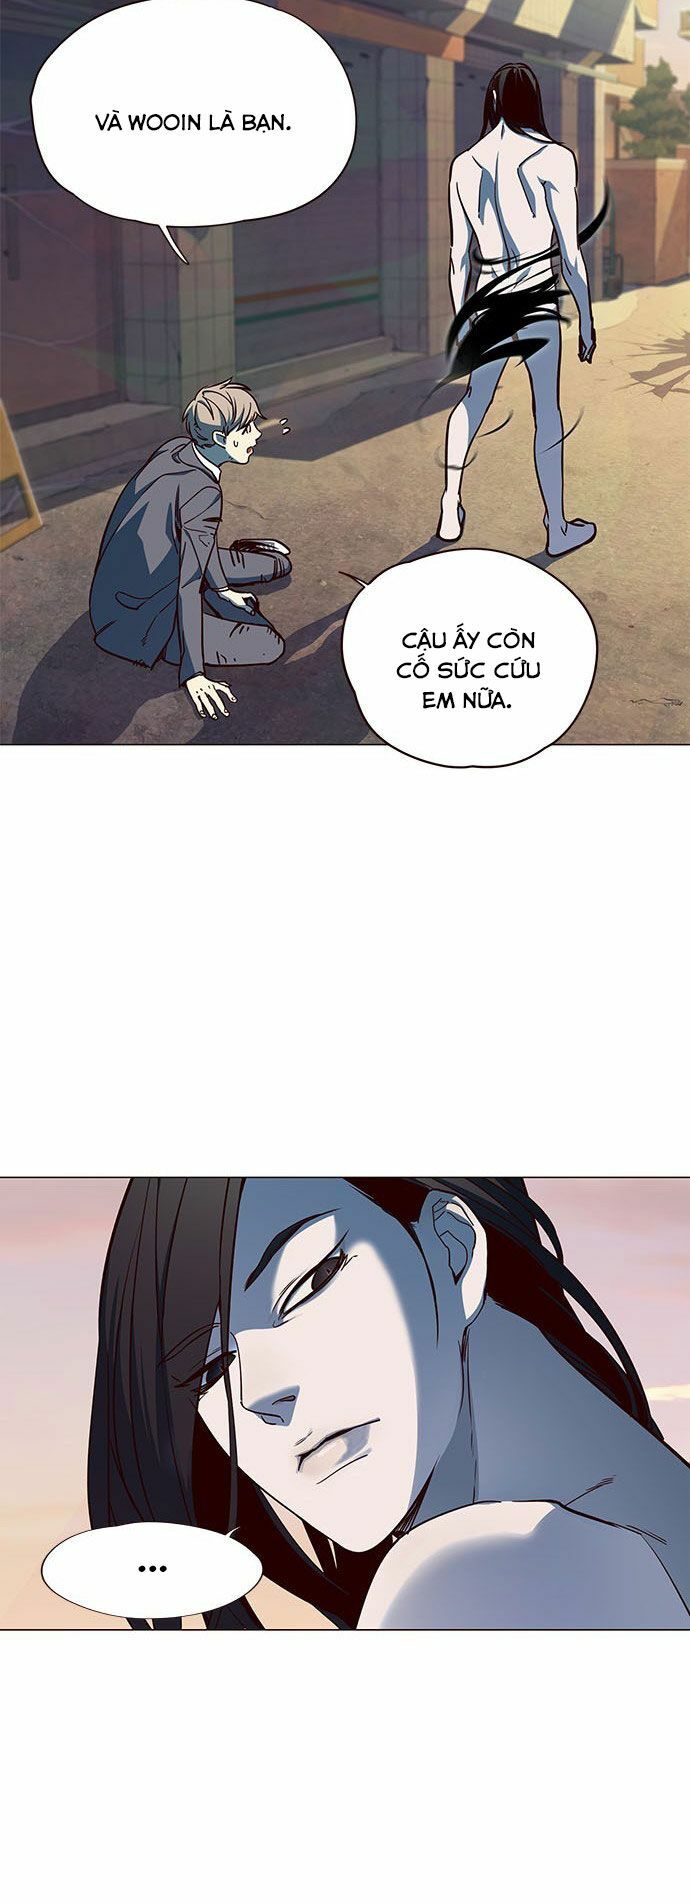 VÀ WOOIN LÀ BẠN.
CẬU ẤY CÒN
CỐ SỨC CỨU
EM NỮA.
...